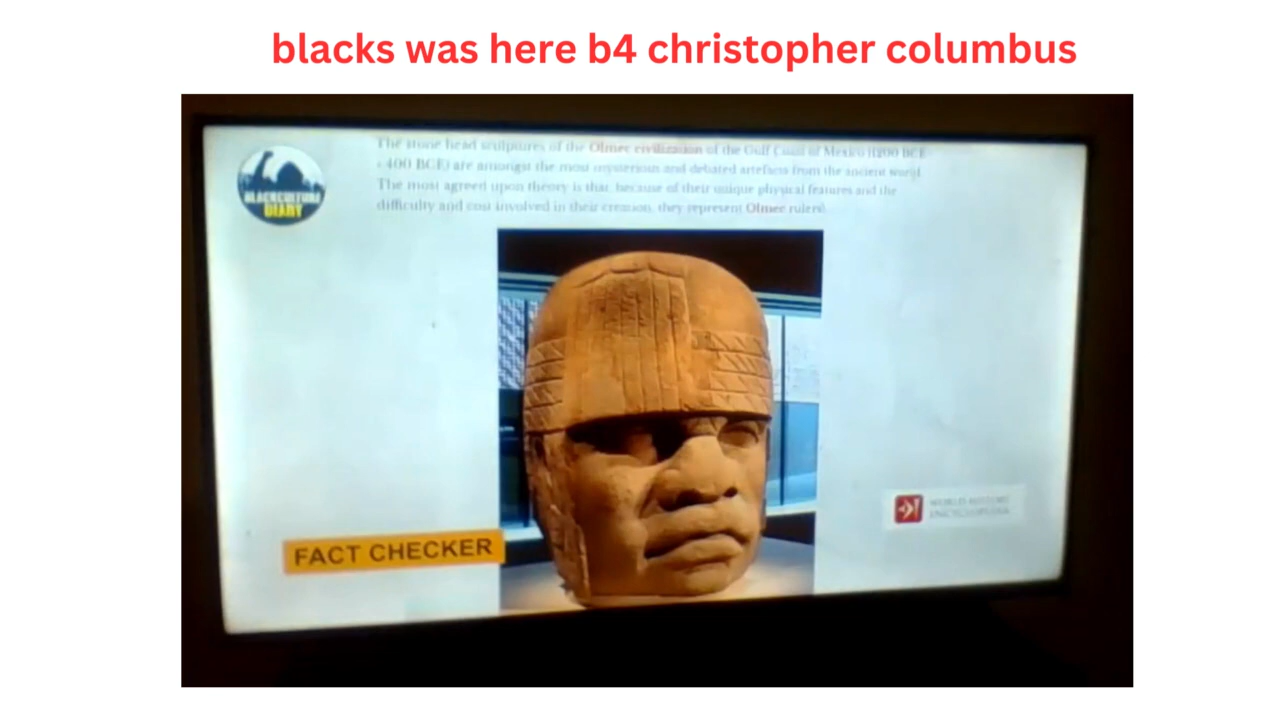 blacks was here b4 christopher columbus
The stone head sculptures of the Olmec civilization of the Gulf Coast of Mexico (1200 BCE
- 400 BCE) are amongst the most mysterious and debated artefacts from the ancient world.
The most agreed upon theory is that, because of their unique physical features and the
difficulty and cost involved in their creation, they represent Olmec rulers.
BLACKCULTURE
DIARY
WORLD HISTORY
ENCYCLOPEDIA
FACT CHECKER